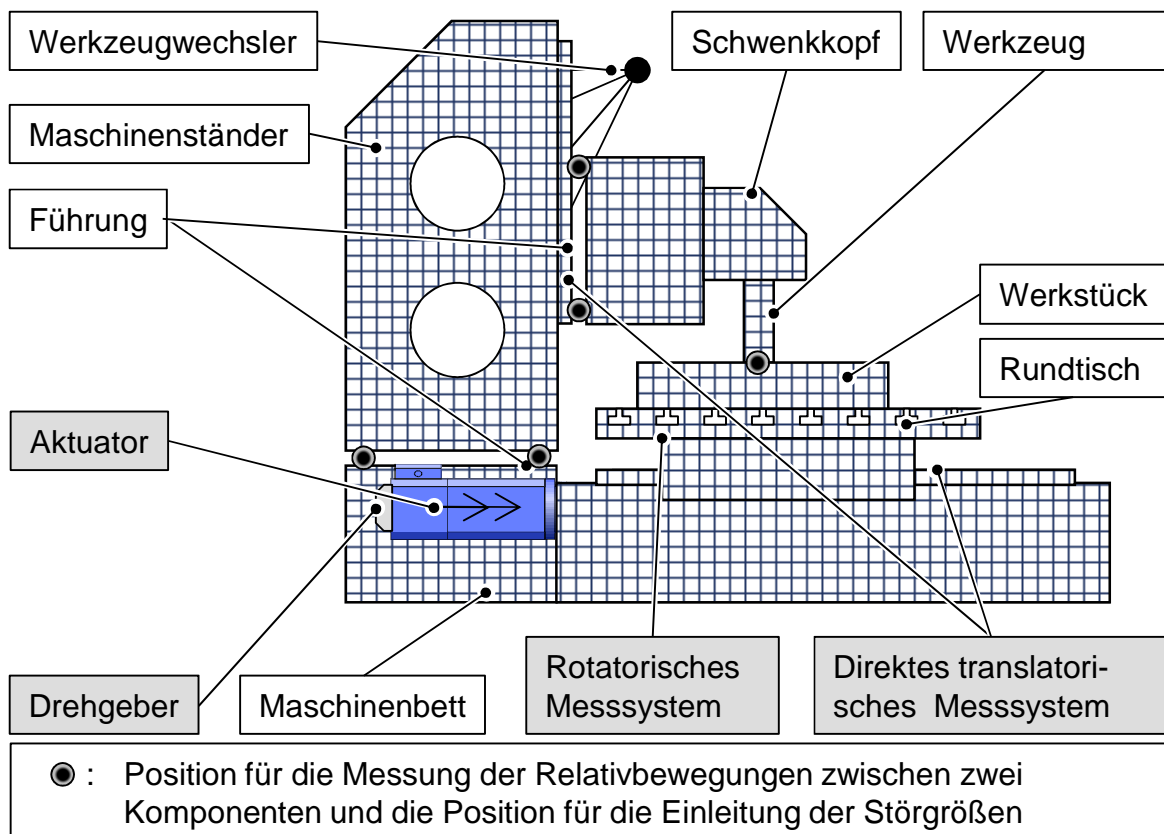 Werkzeugwechsler
Schwenkkopf
Werkzeug
Maschinenständer
Führung
Werkstück
Rundtisch
Aktuator
Drehgeber
Maschinenbett
Rotatorisches
Messsystem
Direktes translatori-
sches Messsystem
: Position für die Messung der Relativbewegungen zwischen zwei
Komponenten und die Position für die Einleitung der Störgrößen